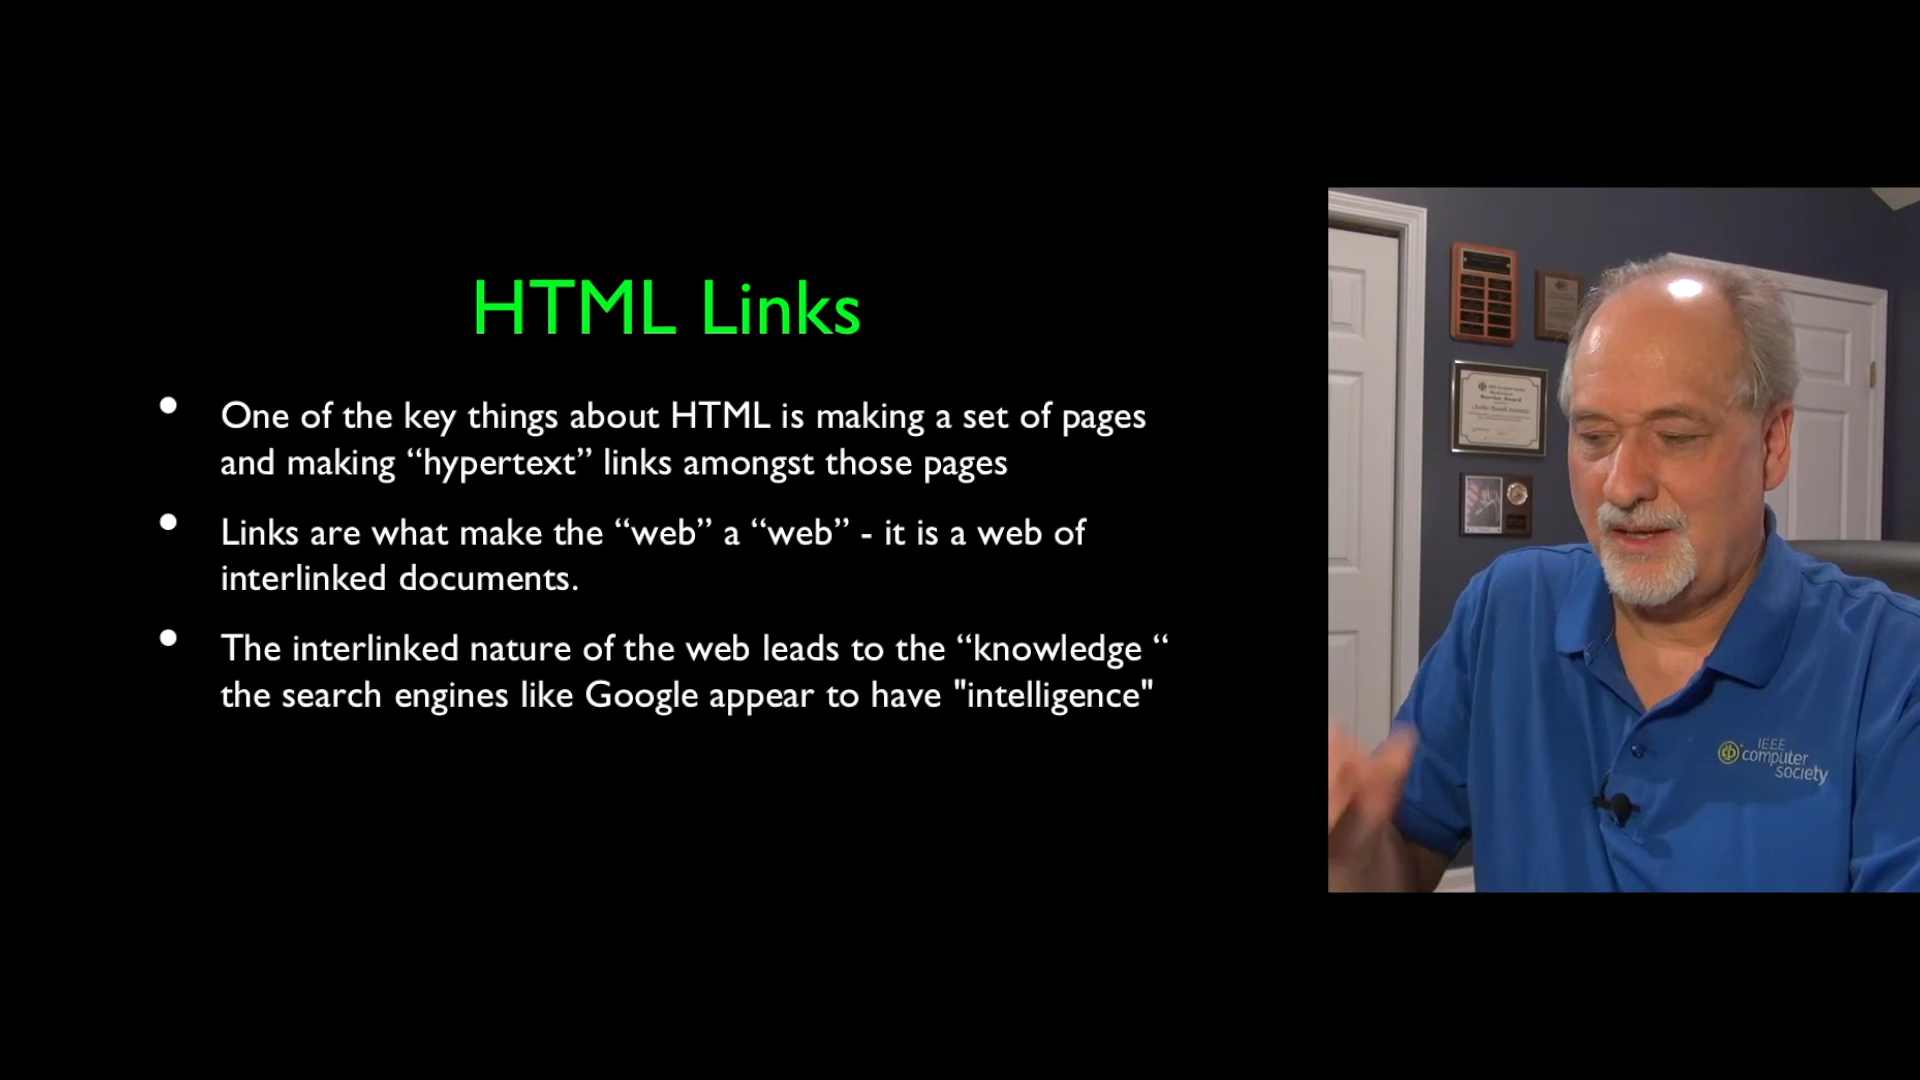 HTML Links
• One of the key things about HTML is making a set of pages
and making “hypertext” links amongst those pages
• Links are what make the “web” a “web” - it is a web of
interlinked documents.
• The interlinked nature of the web leads to the “knowledge “
the search engines like Google appear to have "intelligence"
IEEE
computer
society